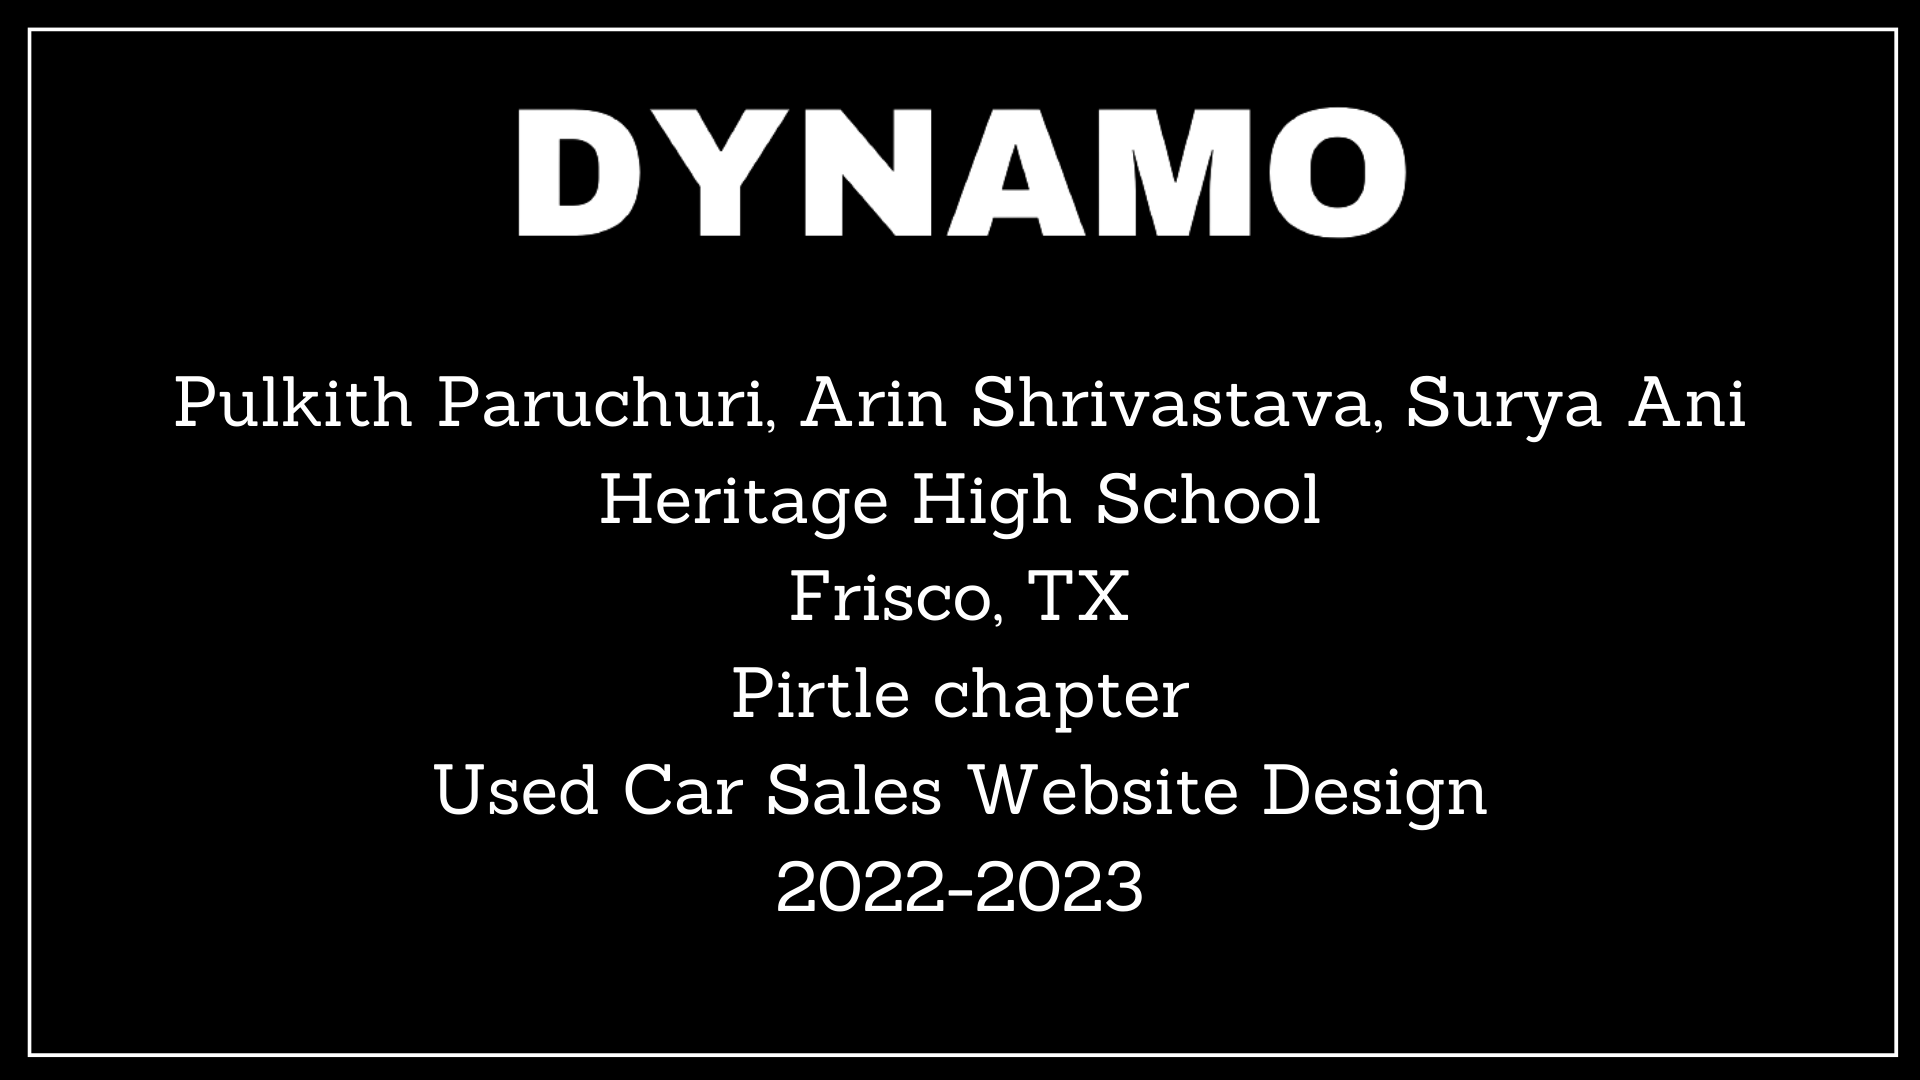 DYNAMO
Pulkith Paruchuri, Arin Shrivastava, Surya Ani
Heritage High School
Frisco, TX
Pirtle chapter
Used Car Sales Website Design
2022-2023